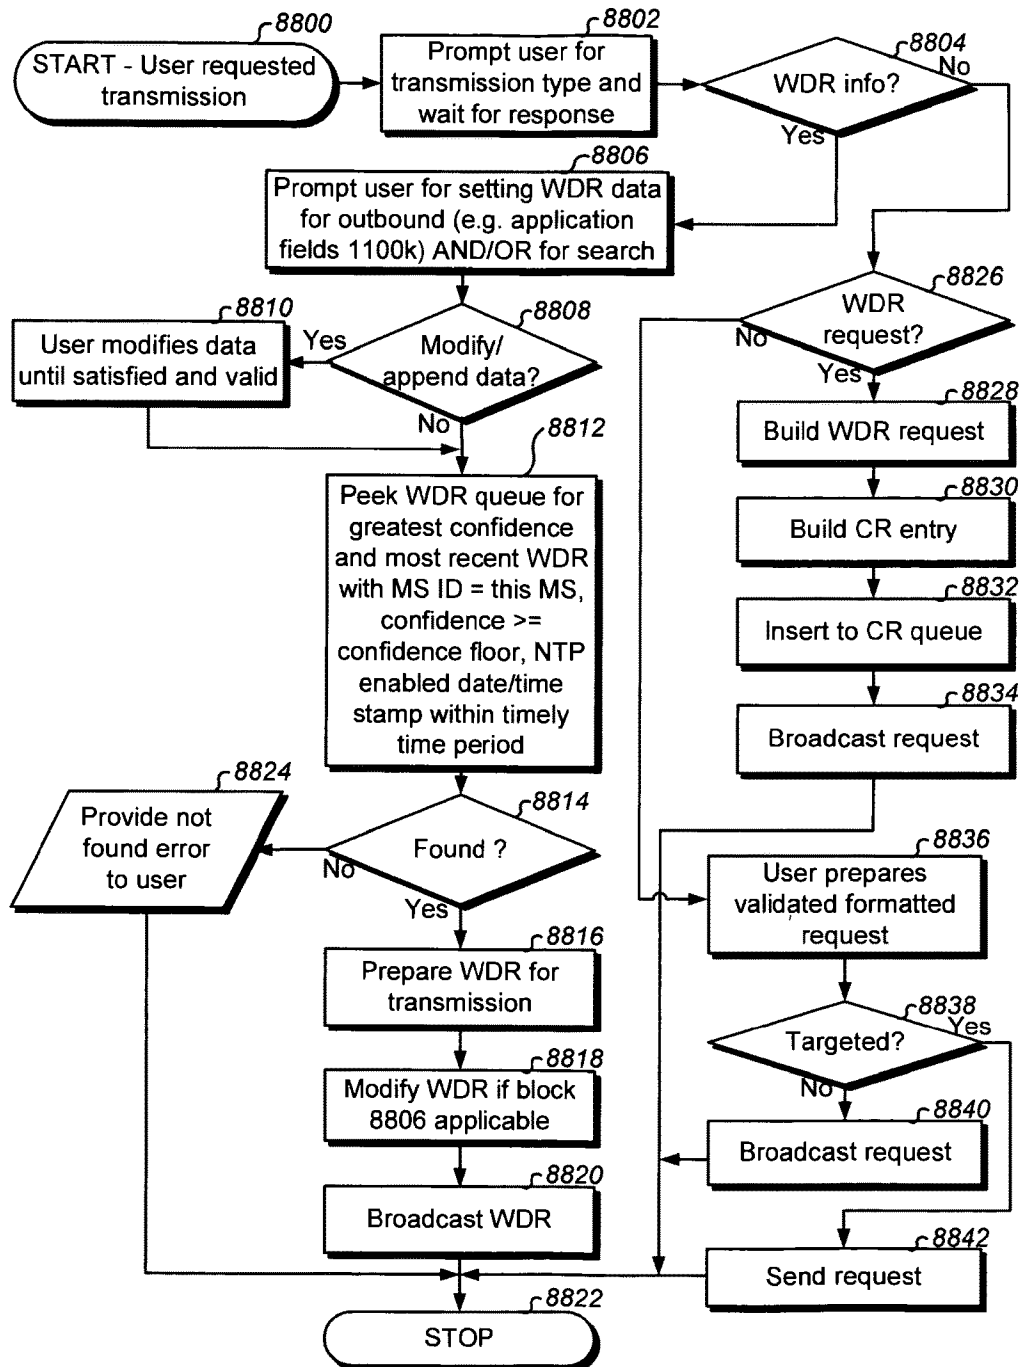 8800
START - User requested
transmission
8802
Prompt user for
transmission type and
wait for response
8804
WDR info?
No
Yes
8806
Prompt user for setting WDR data
for outbound (e.g. application
fields 1100k) AND/OR for search
8808
Modify/
append data?
Yes
No
8810
User modifies data
until satisfied and valid
8812
Peek WDR queue for
greatest confidence
and most recent WDR
with MS ID = this MS,
confidence >=
confidence floor, NTP
enabled date/time
stamp within timely
time period
8814
Found ?
No
Yes
8824
Provide not
found error
to user
8816
Prepare WDR for
transmission
8818
Modify WDR if block
8806 applicable
8820
Broadcast WDR
8822
STOP
8826
WDR
request?
No
Yes
8828
Build WDR request
8830
Build CR entry
8832
Insert to CR queue
8834
Broadcast request
8836
User prepares
validated formatted
request
8838
Targeted?
Yes
No
8840
Broadcast request
8842
Send request